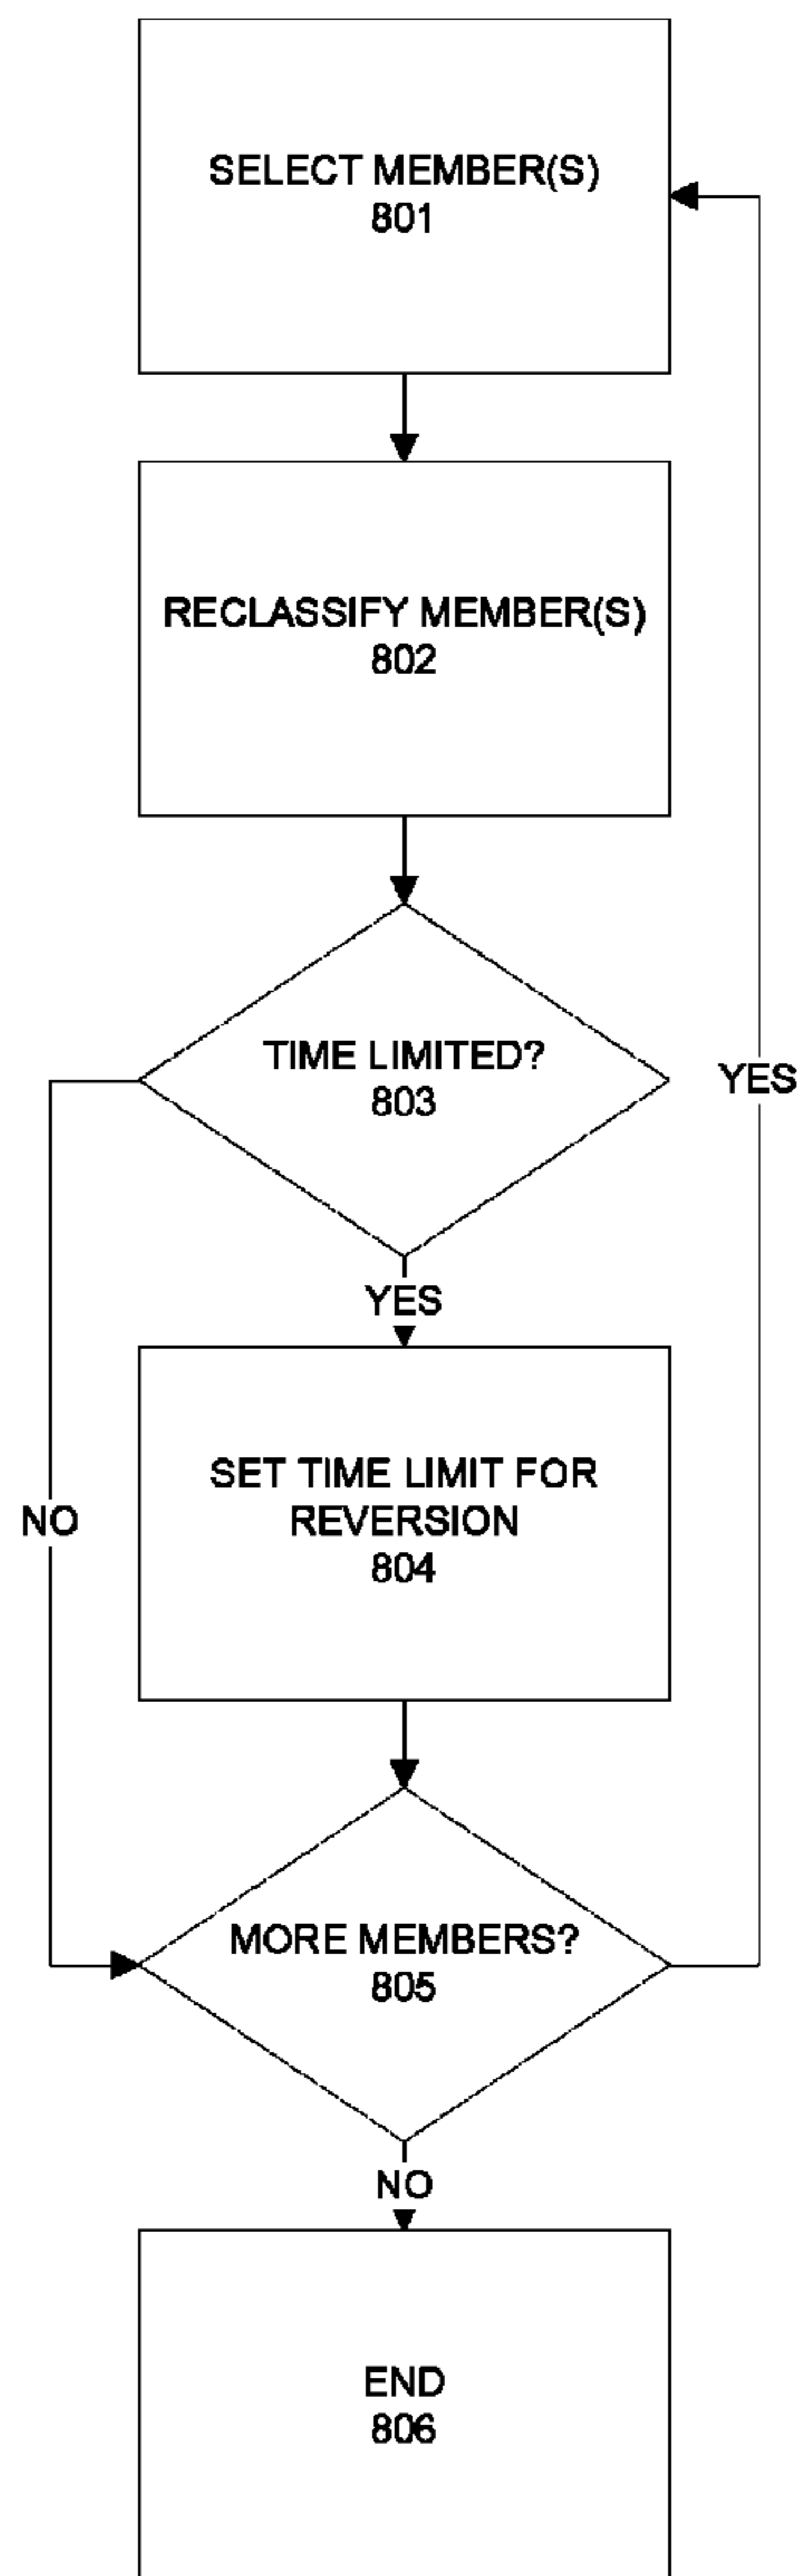 SELECT MEMBER(S)
801
RECLASSIFY MEMBER(S)
802
TIME LIMITED?
803
YES
YES
SET TIME LIMIT FOR
REVERSION
804
NO
MORE MEMBERS?
805
NO
END
806